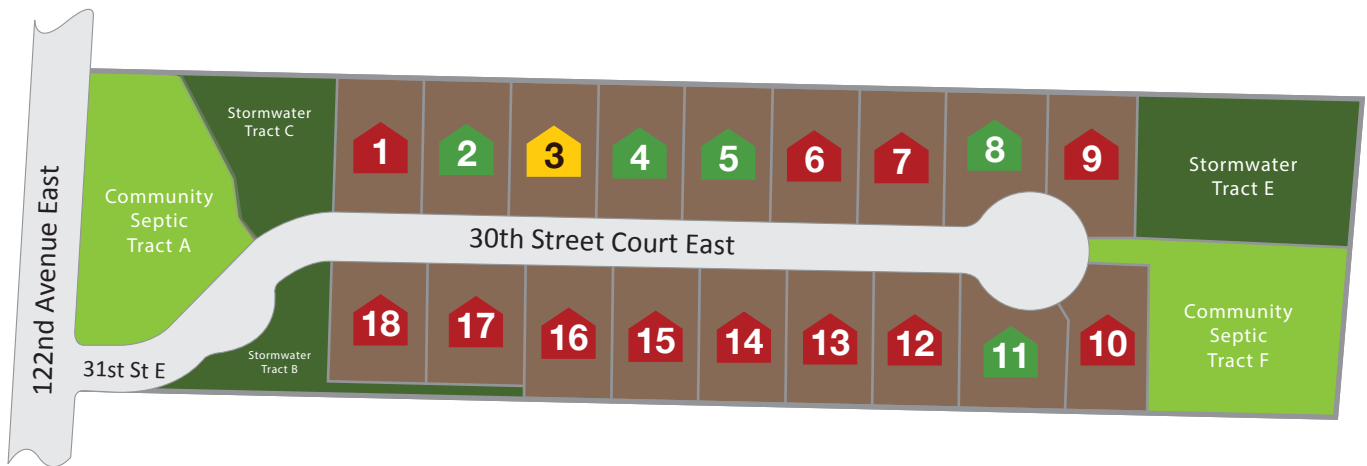 Stormwater
Tract C
1
2
3
4
5
6
7
8
9
Stormwater
Tract E
Community
Septic
Tract A
122nd Avenue East
30th Street Court East
18
17
16
15
14
13
12
11
10
Community
Septic
Tract F
31st St E
Stormwater
Tract B